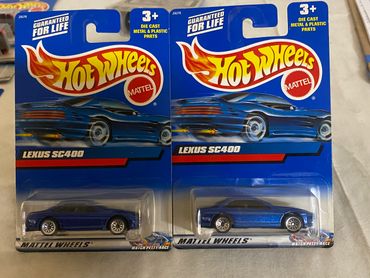 GUARANTEED
FOR LIFE
3+
DIE CAST
METAL & PLASTIC
PARTS
Hot Wheels
MATTEL
LEXUS SC400
MATTEL WHEELS
GUARANTEED
FOR LIFE
3+
DIE CAST
METAL & PLASTIC
PARTS
Hot Wheels
MATTEL
LEXUS SC400
MATTEL WHEELS